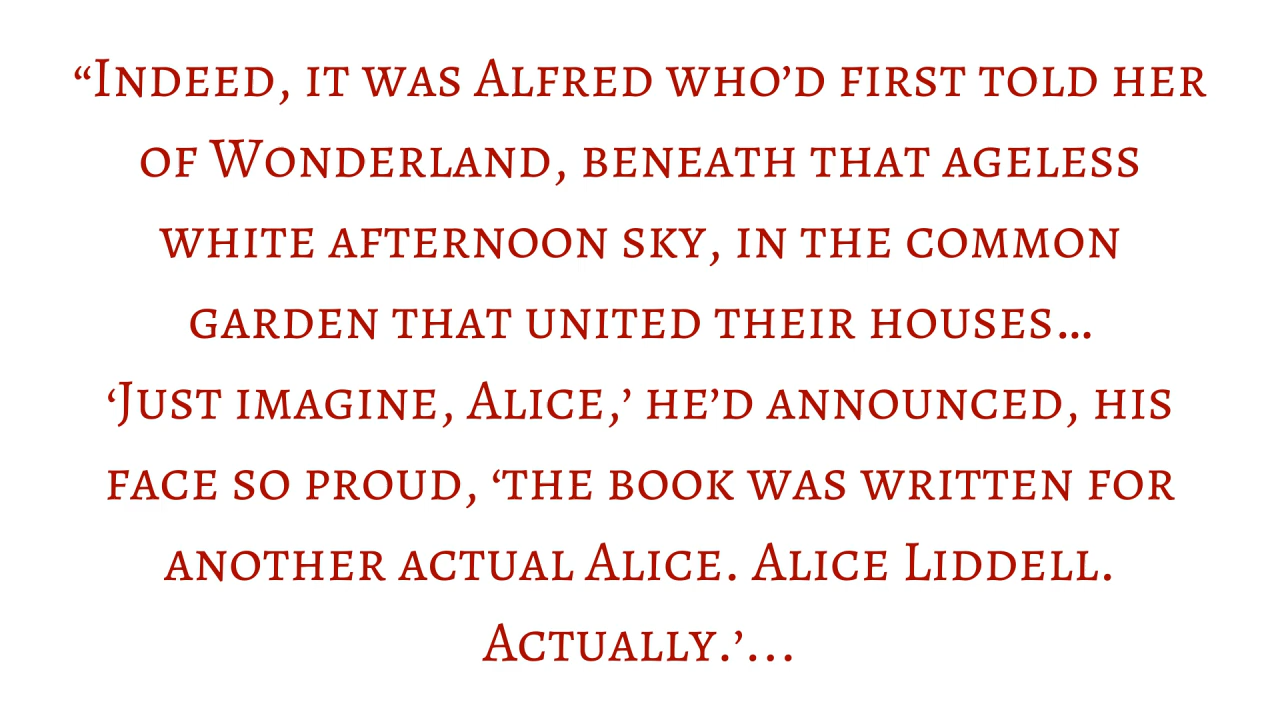 “Indeed, it was Alfred who’d first told her
of Wonderland, beneath that ageless
white afternoon sky, in the common
garden that united their houses…
‘Just imagine, Alice,’ he’d announced, his
face so proud, ‘the book was written for
another actual Alice. Alice Liddell.
Actually.’...